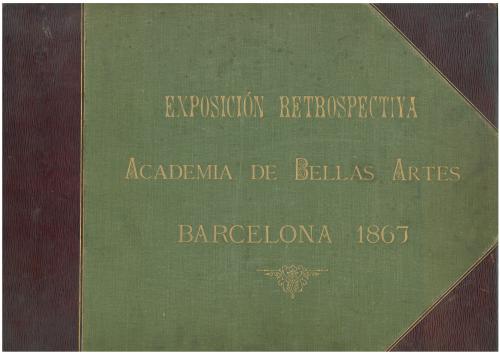 EXPOSICIÓN RETROSPECTIVA
ACADEMIA DE BELLAS ARTES
BARCELONA 1867